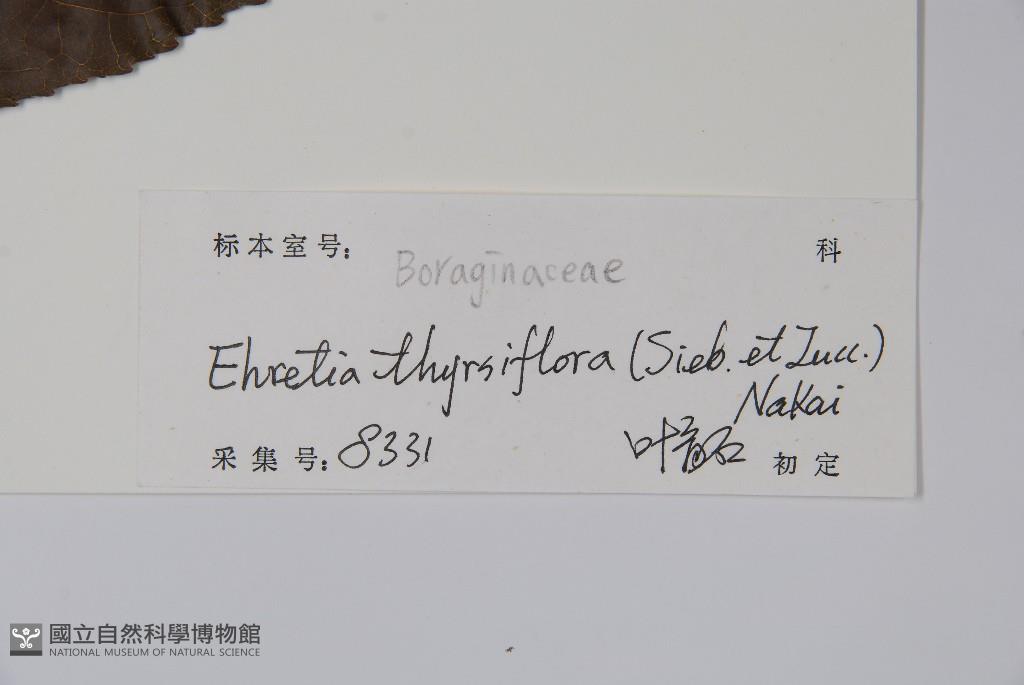 标本室号: 科
Boraginaceae
Ehretia thyrsiflora (Sieb. et Zucc.)
Nakai
采集号: 8331 叶 初定
國立自然科學博物館
NATIONAL MUSEUM OF NATURAL SCIENCE